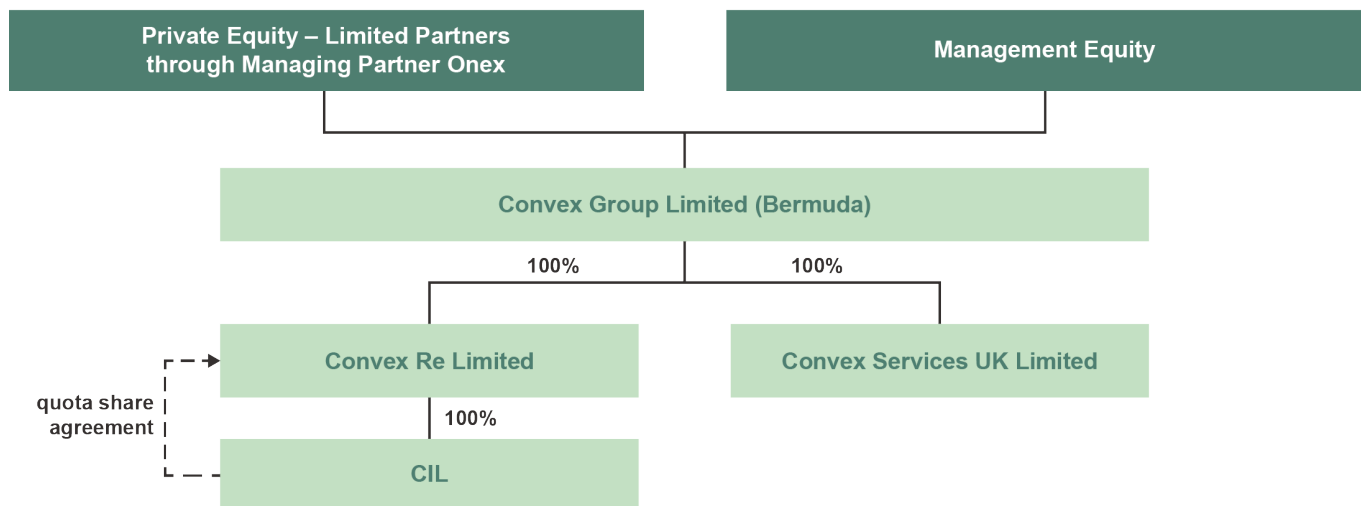 Private Equity – Limited Partners
through Managing Partner Onex
Management Equity
Convex Group Limited (Bermuda)
100%
100%
Convex Re Limited
Convex Services UK Limited
quota share
agreement
100%
CIL